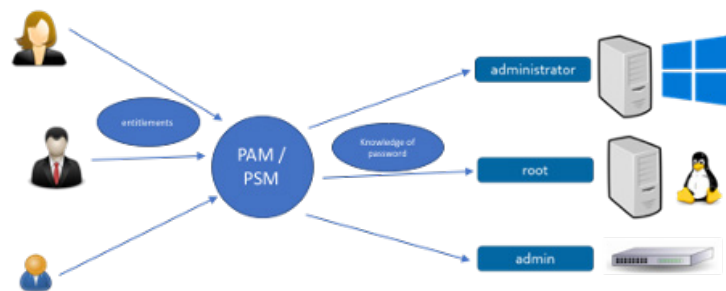 administrator
entitlements
PAM /
PSM
Knowledge of
password
root
admin